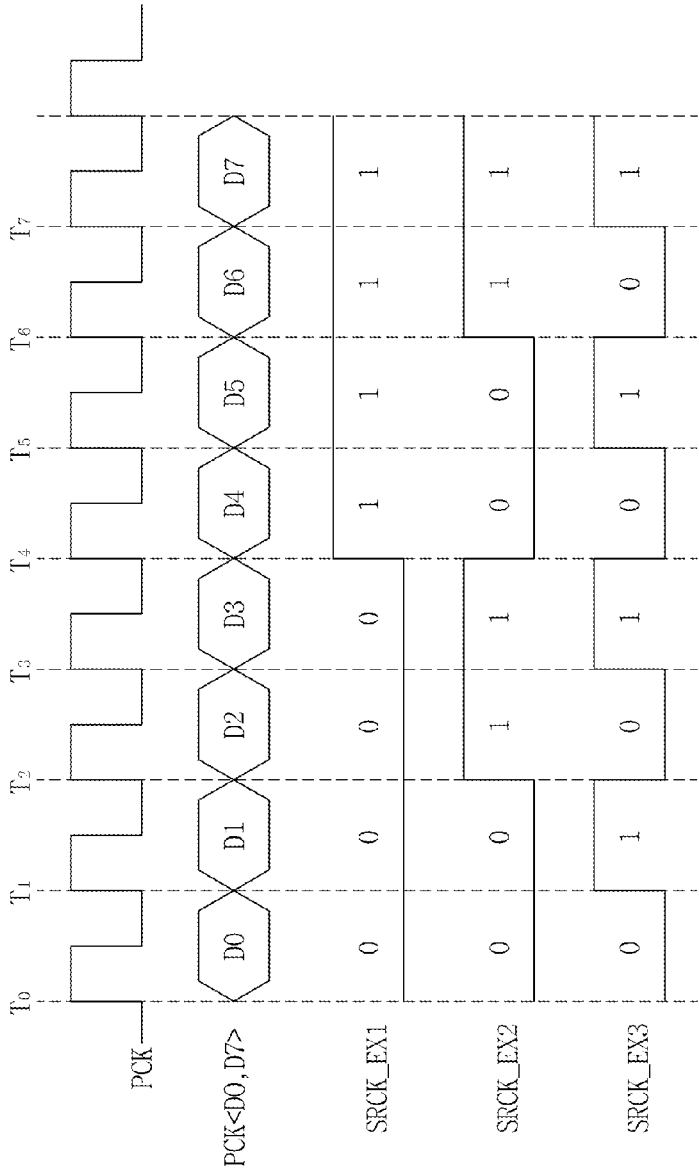 T0 T1 T2 T3 T4 T5 T6 T7
PCK
PCK<D0,D7> D0 D1 D2 D3 D4 D5 D6 D7
SRCK_EX1 0 0 0 0 1 1 1 1
SRCK_EX2 0 0 1 1 0 0 1 1
SRCK_EX3 0 1 0 1 0 1 0 1